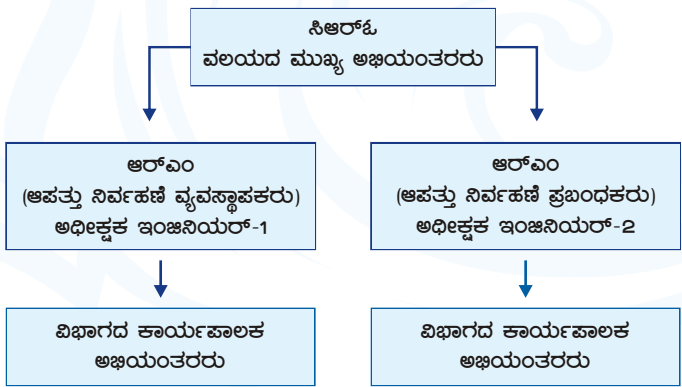 ಸಿಆರ್‌ಓ
ವಲಯದ ಮುಖ್ಯ ಅಭಿಯಂತರರು
ಆರ್‌ಎಂ
(ಆಪತ್ತು ನಿರ್ವಹಣೆ ವ್ಯವಸ್ಥಾಪಕರು)
ಅಧೀಕ್ಷಕ ಇಂಜಿನಿಯರ್-1
ಆರ್‌ಎಂ
(ಆಪತ್ತು ನಿರ್ವಹಣೆ ಪ್ರಬಂಧಕರು)
ಅಧೀಕ್ಷಕ ಇಂಜಿನಿಯರ್-2
ವಿಭಾಗದ ಕಾರ್ಯಪಾಲಕ
ಅಭಿಯಂತರರು
ವಿಭಾಗದ ಕಾರ್ಯಪಾಲಕ
ಅಭಿಯಂತರರು